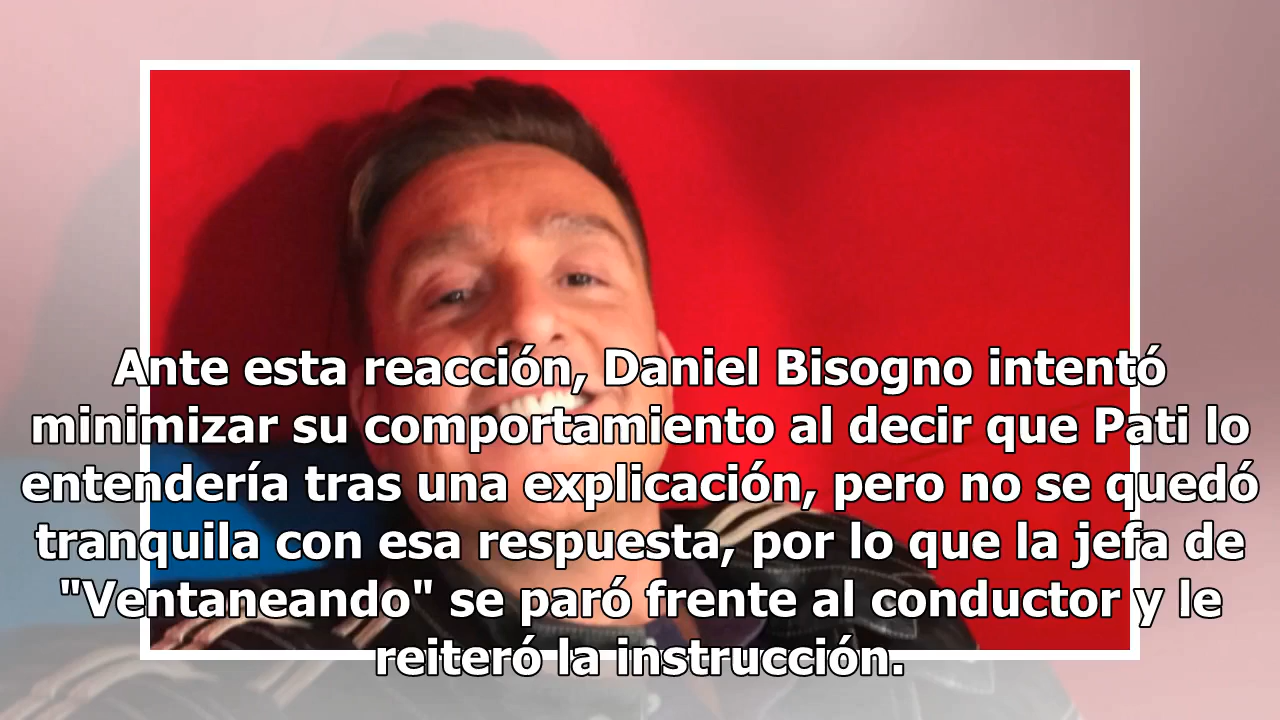 Ante esta reacción, Daniel Bisogno intentó
minimizar su comportamiento al decir que Pati lo
entendería tras una explicación, pero no se quedó
tranquila con esa respuesta, por lo que la jefa de
"Ventaneando" se paró frente al conductor y le
reiteró la instrucción.